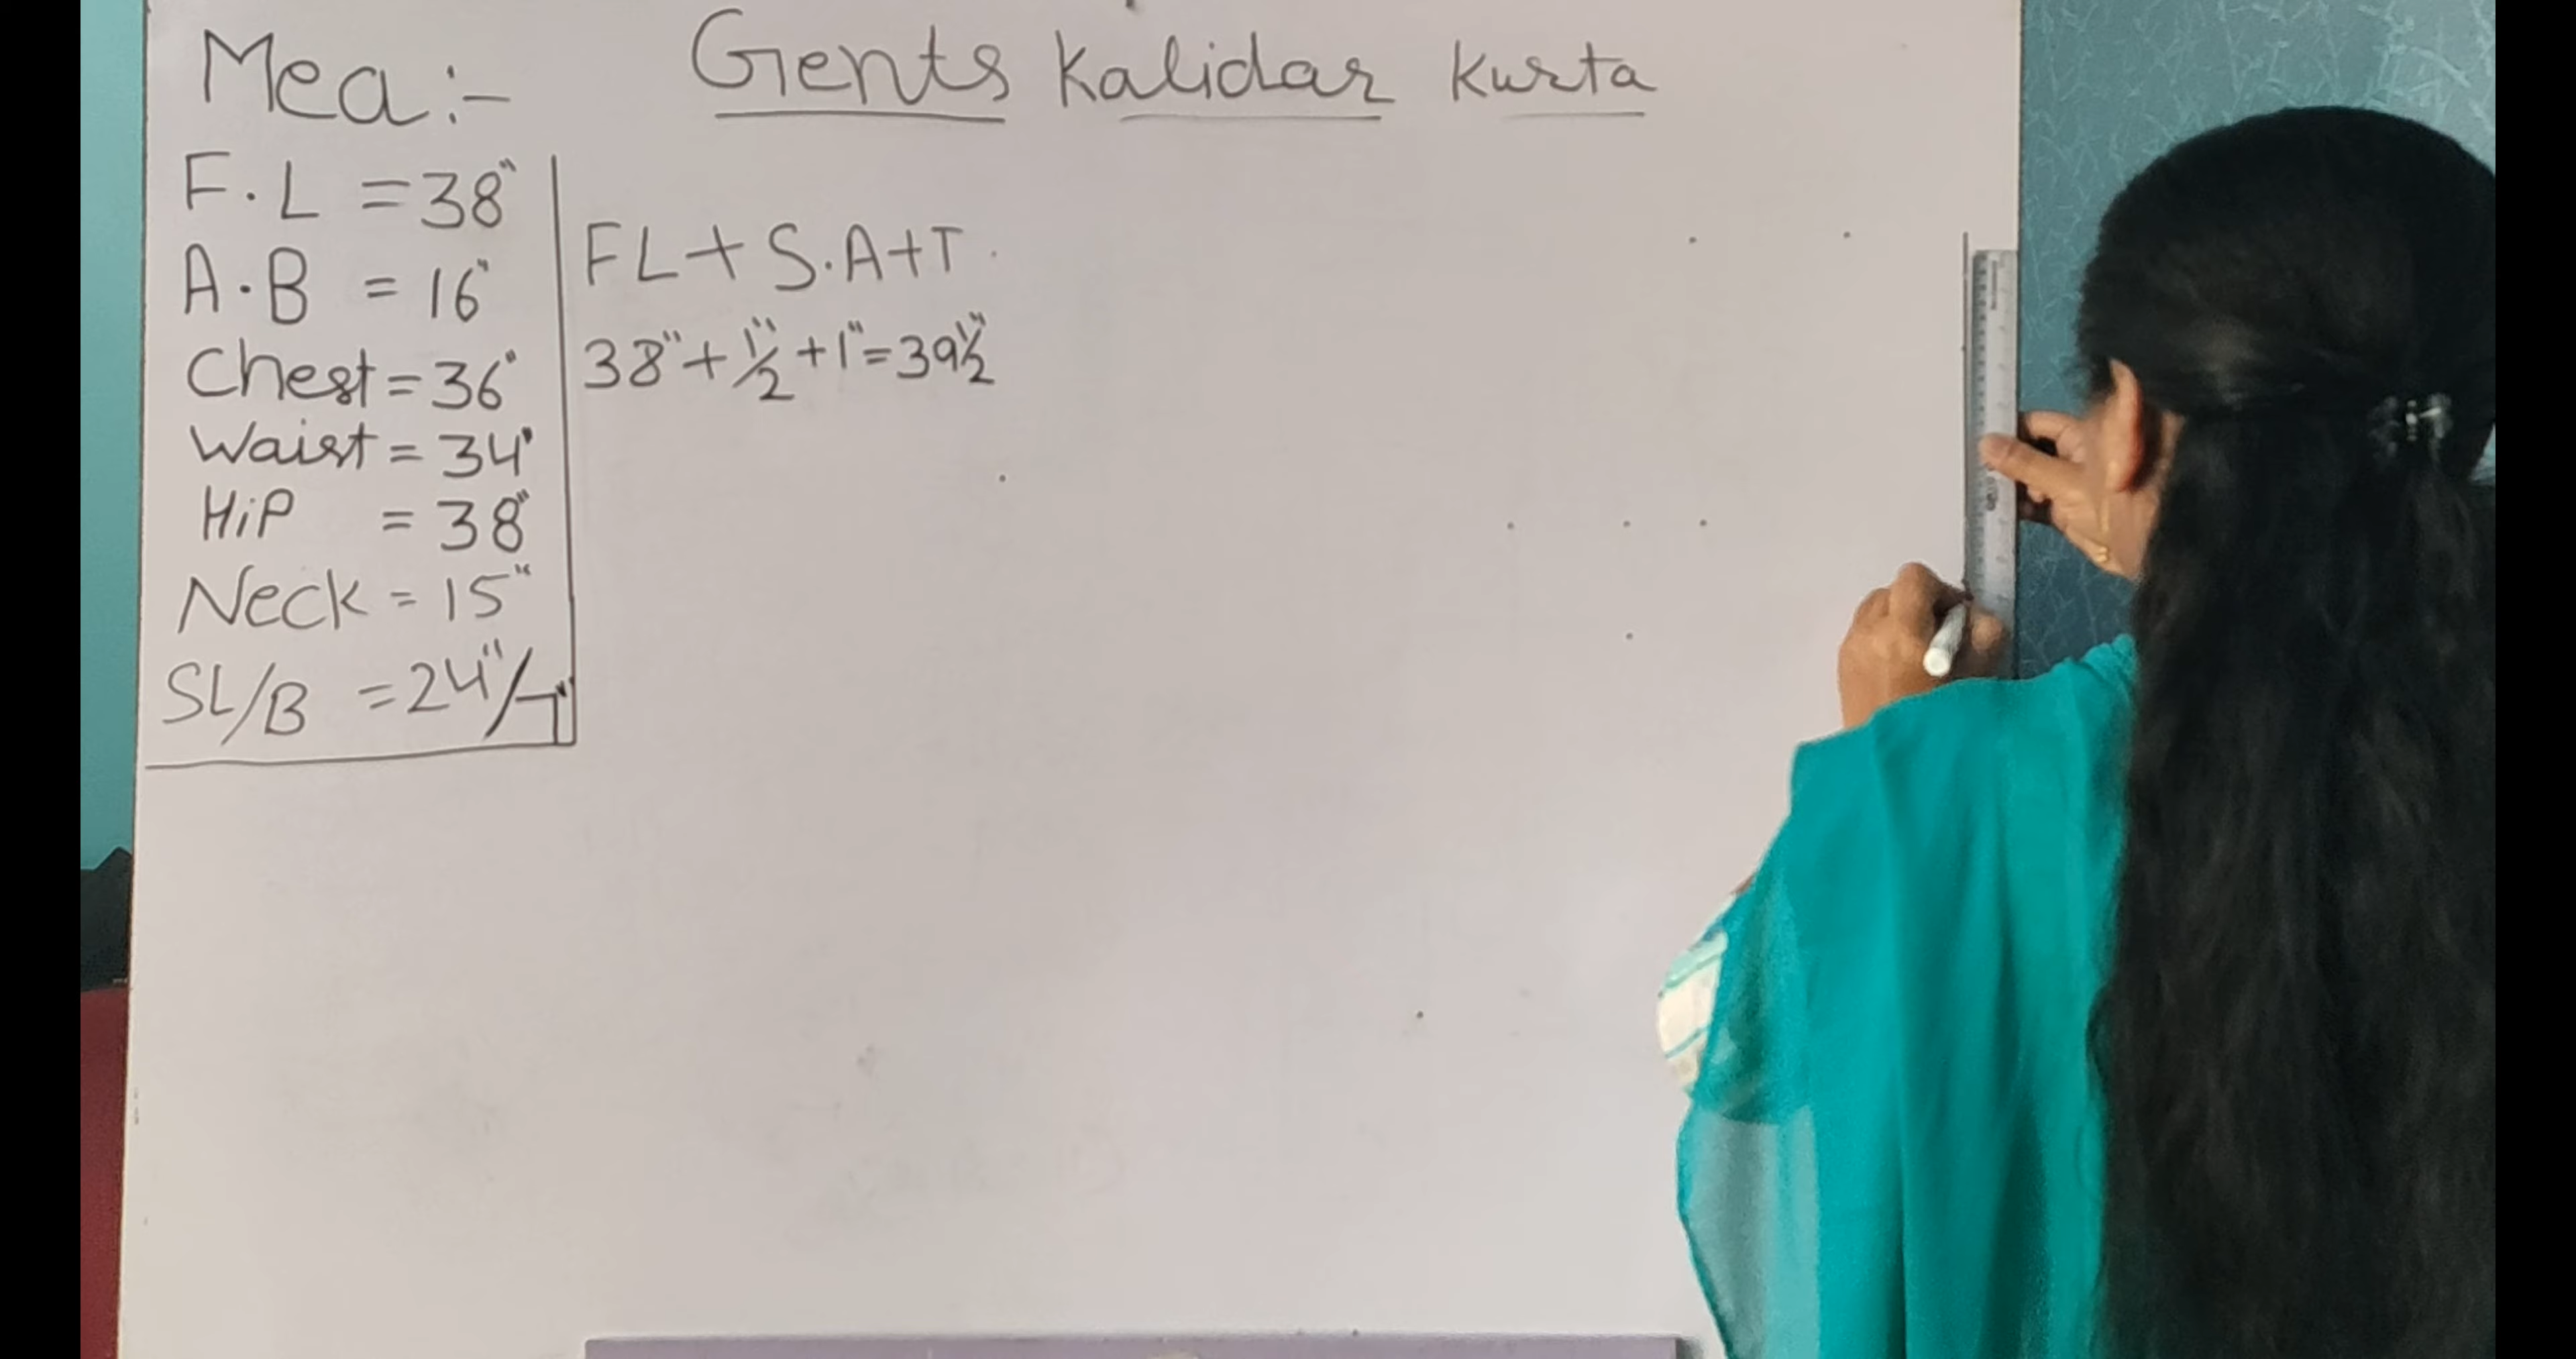 Mea:-
Gents Kalidar Kurta
F.L = 38"
A.B = 16"
Chest = 36"
Waist = 34"
HiP = 38"
Neck = 15"
SL/B = 24"/
FL + S.A + T
38" + 1/2" + 1" = 39 1/2"